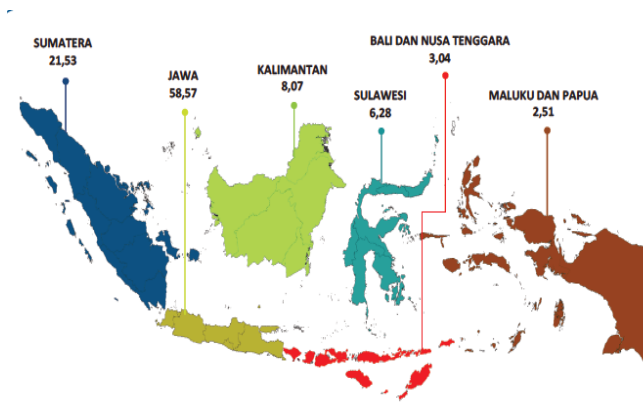 SUMATERA
21,53
JAWA
58,57
KALIMANTAN
8,07
SULAWESI
6,28
BALI DAN NUSA TENGGARA
3,04
MALUKU DAN PAPUA
2,51